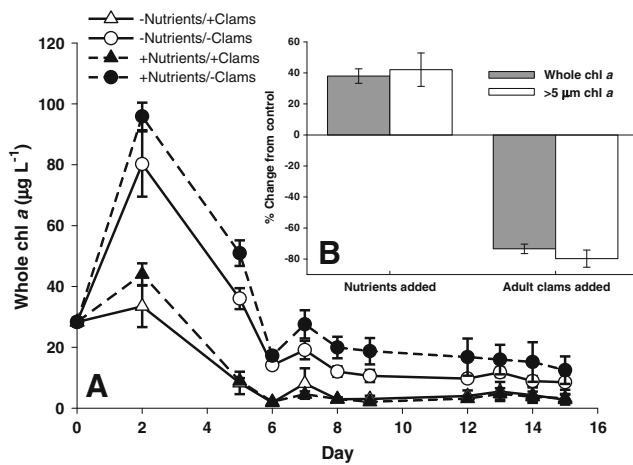 -Nutrients/+Clams
-Nutrients/-Clams
+Nutrients/+Clams
+Nutrients/-Clams
120
100
80
60
40
20
0
Whole chl a (µg L⁻¹)
A
0 2 4 6 8 10 12 14 16
Day
60
40
20
0
-20
-40
-60
-80
% Change from control
Whole chl a
>5 µm chl a
B
Nutrients added
Adult clams added